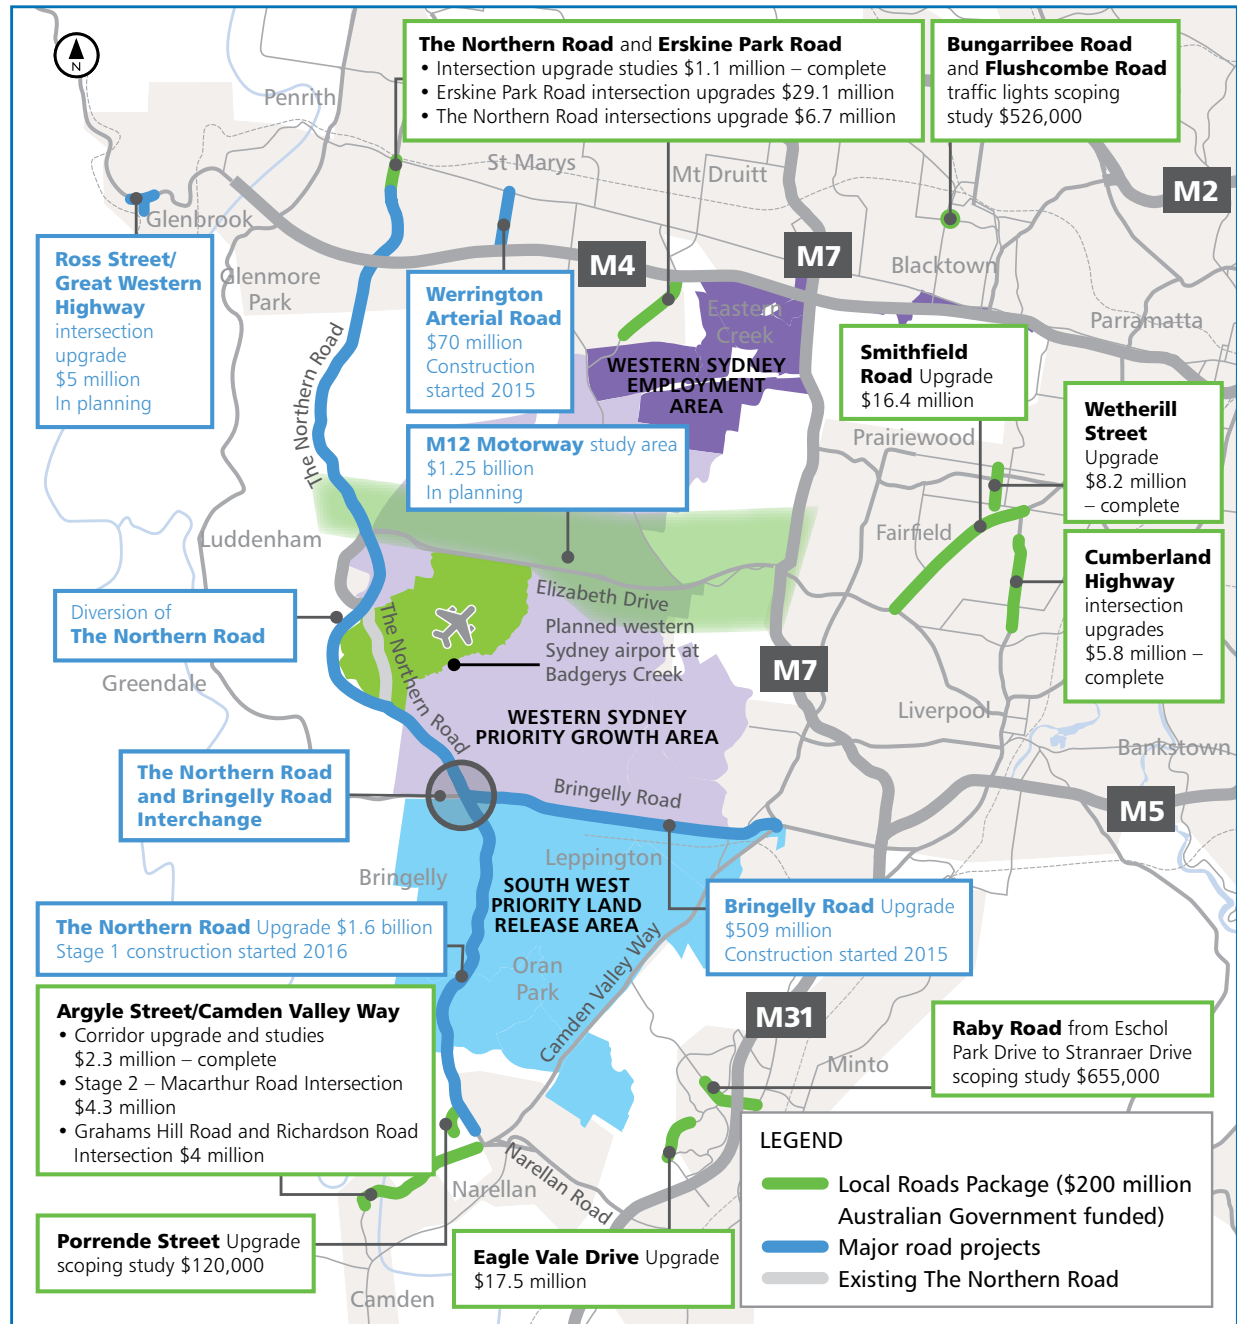 N
The Northern Road and Erskine Park Road
• Intersection upgrade studies $1.1 million – complete
• Erskine Park Road intersection upgrades $29.1 million
• The Northern Road intersections upgrade $6.7 million
Bungarribee Road
and Flushcombe Road
traffic lights scoping
study $526,000
Penrith
St Marys
Mt Druitt
M2
Glenbrook
Ross Street/
Great Western
Highway
intersection
upgrade
$5 million
In planning
Glenmore
Park
M4
M7
Blacktown
Werrington
Arterial Road
$70 million
Construction
started 2015
Eastern
Creek
Parramatta
The Northern Road
WESTERN SYDNEY
EMPLOYMENT
AREA
Smithfield
Road Upgrade
$16.4 million
Wetherill
Street
Upgrade
$8.2 million
– complete
M12 Motorway study area
$1.25 billion
In planning
Prairiewood
Luddenham
Fairfield
Cumberland
Highway
intersection
upgrades
$5.8 million –
complete
Elizabeth Drive
Diversion of
The Northern Road
The Northern Road
Planned western
Sydney airport at
Badgerys Creek
M7
Greendale
WESTERN SYDNEY
PRIORITY GROWTH AREA
Liverpool
Bankstown
The Northern Road
and Bringelly Road
Interchange
Bringelly Road
M5
Leppington
Bringelly
SOUTH WEST
PRIORITY LAND
RELEASE AREA
Bringelly Road Upgrade
$509 million
Construction started 2015
The Northern Road Upgrade $1.6 billion
Stage 1 construction started 2016
Oran
Park
Camden Valley Way
Argyle Street/Camden Valley Way
• Corridor upgrade and studies
$2.3 million – complete
• Stage 2 – Macarthur Road Intersection
$4.3 million
• Grahams Hill Road and Richardson Road
Intersection $4 million
M31
Minto
Raby Road from Eschol
Park Drive to Stranraer Drive
scoping study $655,000
Narellan
Narellan Road
Porrende Street Upgrade
scoping study $120,000
Eagle Vale Drive Upgrade
$17.5 million
Camden
LEGEND
Local Roads Package ($200 million
Australian Government funded)
Major road projects
Existing The Northern Road